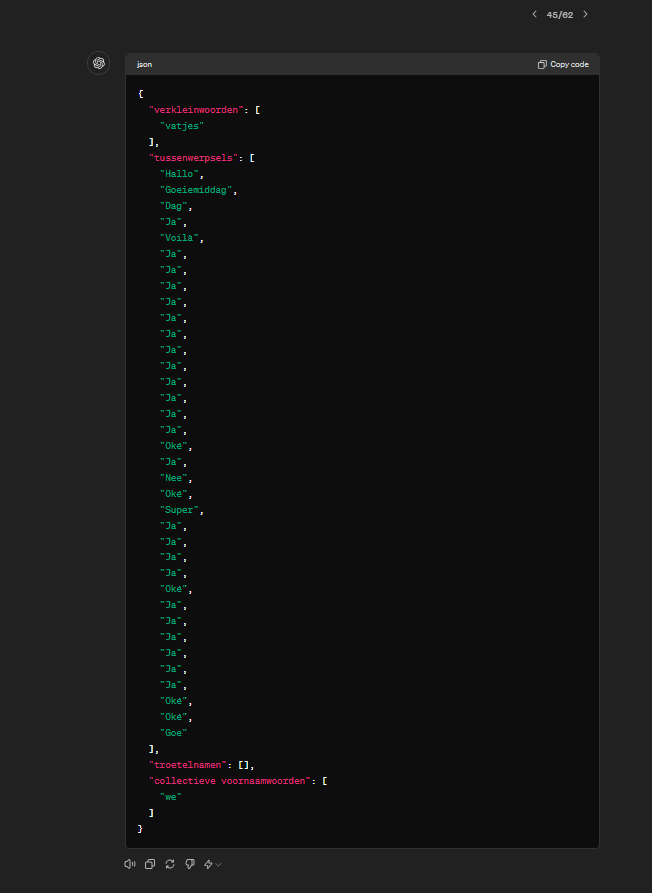 45/62
json
Copy code
{
"verkleinwoorden": [
"vatjes"
],
"tussenwerpsels": [
"Hallo",
"Goeiemiddag",
"Dag",
"Ja",
"Voilà",
"Ja",
"Ja",
"Ja",
"Ja",
"Ja",
"Ja",
"Ja",
"Ja",
"Ja",
"Ja",
"Ja",
"Ja",
"Oké",
"Ja",
"Nee",
"Oké",
"Super",
"Ja",
"Ja",
"Ja",
"Ja",
"Oké",
"Ja",
"Ja",
"Ja",
"Ja",
"Ja",
"Ja",
"Oké",
"Oké",
"Goe"
],
"troetelnamen": [],
"collectieve voornaamwoorden": [
"we"
]
}